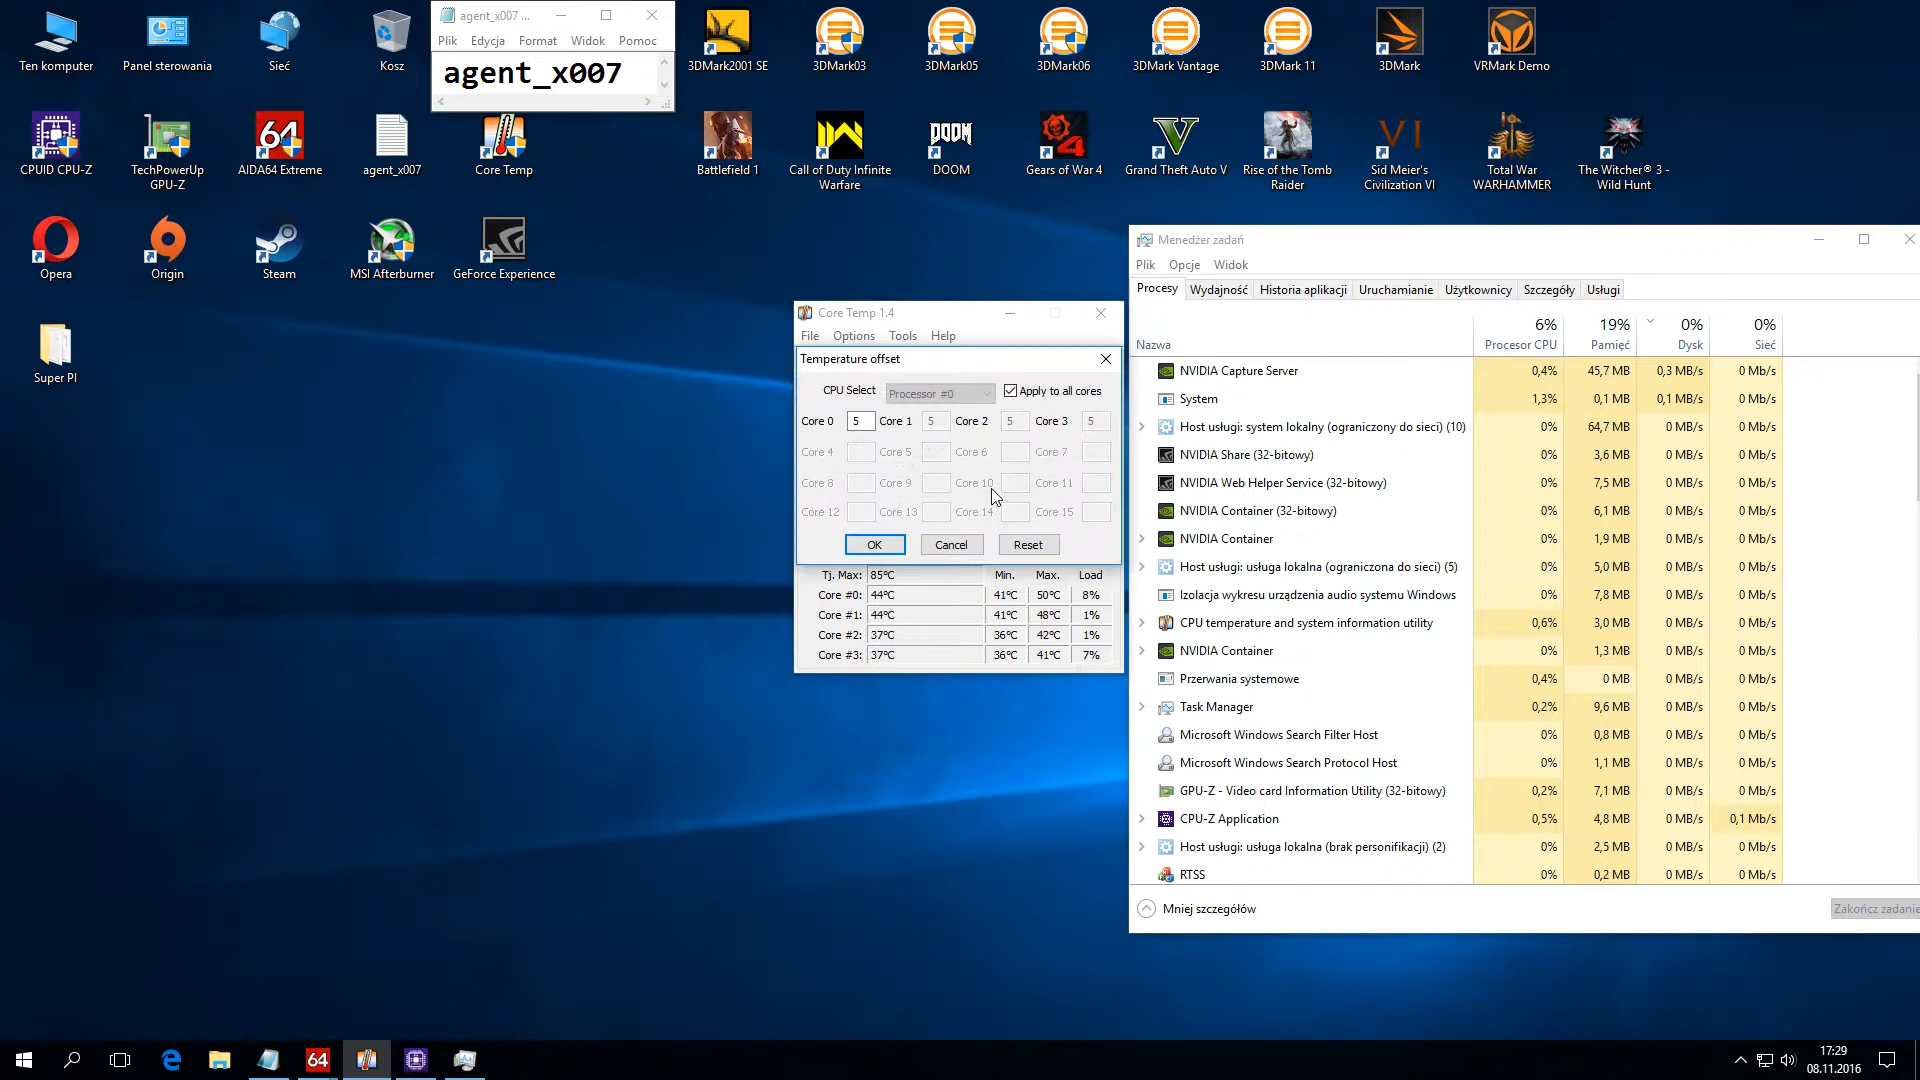 Ten komputer
Panel sterowania
Sieć
Kosz
agent_x007 ...
Plik Edycja Format Widok Pomoc
agent_x007
3DMark2001 SE
3DMark03
3DMark05
3DMark06
3DMark Vantage
3DMark 11
3DMark
VRMark Demo
CPUID CPU-Z
TechPowerUp
GPU-Z
64
AIDA64 Extreme
agent_x007
Core Temp
Battlefield 1
Call of Duty Infinite
Warfare
DOOM
DOOM
Gears of War 4
Grand Theft Auto V
Rise of the Tomb
Raider
VI
Sid Meier's
Civilization VI
Total War
WARHAMMER
The Witcher® 3 -
Wild Hunt
Opera
Origin
Steam
MSI Afterburner
GeForce Experience
Super PI
Core Temp 1.4
File Options Tools Help
Temperature offset
CPU Select Processor #0 Apply to all cores
Core 0 5 Core 1 5 Core 2 5 Core 3 5
Core 4 Core 5 Core 6 Core 7
Core 8 Core 9 Core 10 Core 11
Core 12 Core 13 Core 14 Core 15
OK Cancel Reset
Tj. Max: 85°C Min. Max. Load
Core #0: 44°C 41°C 50°C 8%
Core #1: 44°C 41°C 48°C 1%
Core #2: 37°C 36°C 42°C 1%
Core #3: 37°C 36°C 41°C 7%
Menedżer zadań
Plik Opcje Widok
Procesy Wydajność Historia aplikacji Uruchamianie Użytkownicy Szczegóły Usługi
6% 19% 0% 0%
Nazwa Procesor CPU Pamięć Dysk Sieć
NVIDIA Capture Server 0,4% 45,7 MB 0,3 MB/s 0 Mb/s
System 1,3% 0,1 MB 0,1 MB/s 0 Mb/s
Host usługi: system lokalny (ograniczony do sieci) (10) 0% 64,7 MB 0 MB/s 0 Mb/s
NVIDIA Share (32-bitowy) 0% 3,6 MB 0 MB/s 0 Mb/s
NVIDIA Web Helper Service (32-bitowy) 0% 7,5 MB 0 MB/s 0 Mb/s
NVIDIA Container (32-bitowy) 0% 6,1 MB 0 MB/s 0 Mb/s
NVIDIA Container 0% 1,9 MB 0 MB/s 0 Mb/s
Host usługi: usługa lokalna (ograniczona do sieci) (5) 0% 5,0 MB 0 MB/s 0 Mb/s
Izolacja wykresu urządzenia audio systemu Windows 0% 7,8 MB 0 MB/s 0 Mb/s
CPU temperature and system information utility 0,6% 3,0 MB 0 MB/s 0 Mb/s
NVIDIA Container 0% 1,3 MB 0 MB/s 0 Mb/s
Przerwania systemowe 0,4% 0 MB 0 MB/s 0 Mb/s
Task Manager 0,2% 9,6 MB 0 MB/s 0 Mb/s
Microsoft Windows Search Filter Host 0% 0,8 MB 0 MB/s 0 Mb/s
Microsoft Windows Search Protocol Host 0% 1,1 MB 0 MB/s 0 Mb/s
GPU-Z - Video card Information Utility (32-bitowy) 0,2% 7,1 MB 0 MB/s 0 Mb/s
CPU-Z Application 0,5% 4,8 MB 0 MB/s 0,1 Mb/s
Host usługi: usługa lokalna (brak personifikacji) (2) 0% 2,5 MB 0 MB/s 0 Mb/s
RTSS 0% 0,2 MB 0 MB/s 0 Mb/s
Mniej szczegółów
Zakończ zadanie
64
17:29
08.11.2016